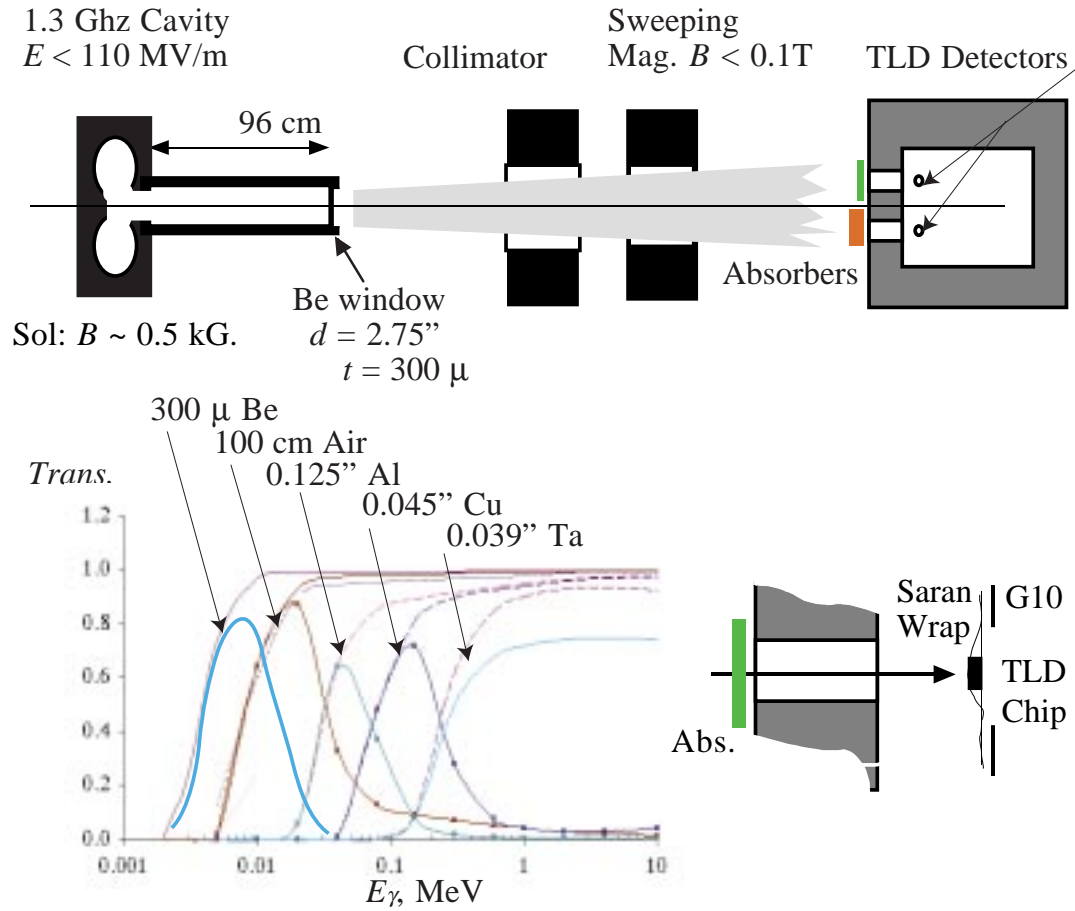 1.3 Ghz Cavity
E < 110 MV/m
Collimator
Sweeping
Mag. B < 0.1T
TLD Detectors
96 cm
Absorbers
Be window
d = 2.75”
t = 300 μ
Sol: B ~ 0.5 kG.
300 μ Be
100 cm Air
0.125” Al
0.045” Cu
0.039” Ta
Trans.
1.2
1.0
0.8
0.6
0.4
0.2
0.0
0.001
0.01
0.1
1
10
Eγ, MeV
Saran
Wrap
G10
TLD
Chip
Abs.